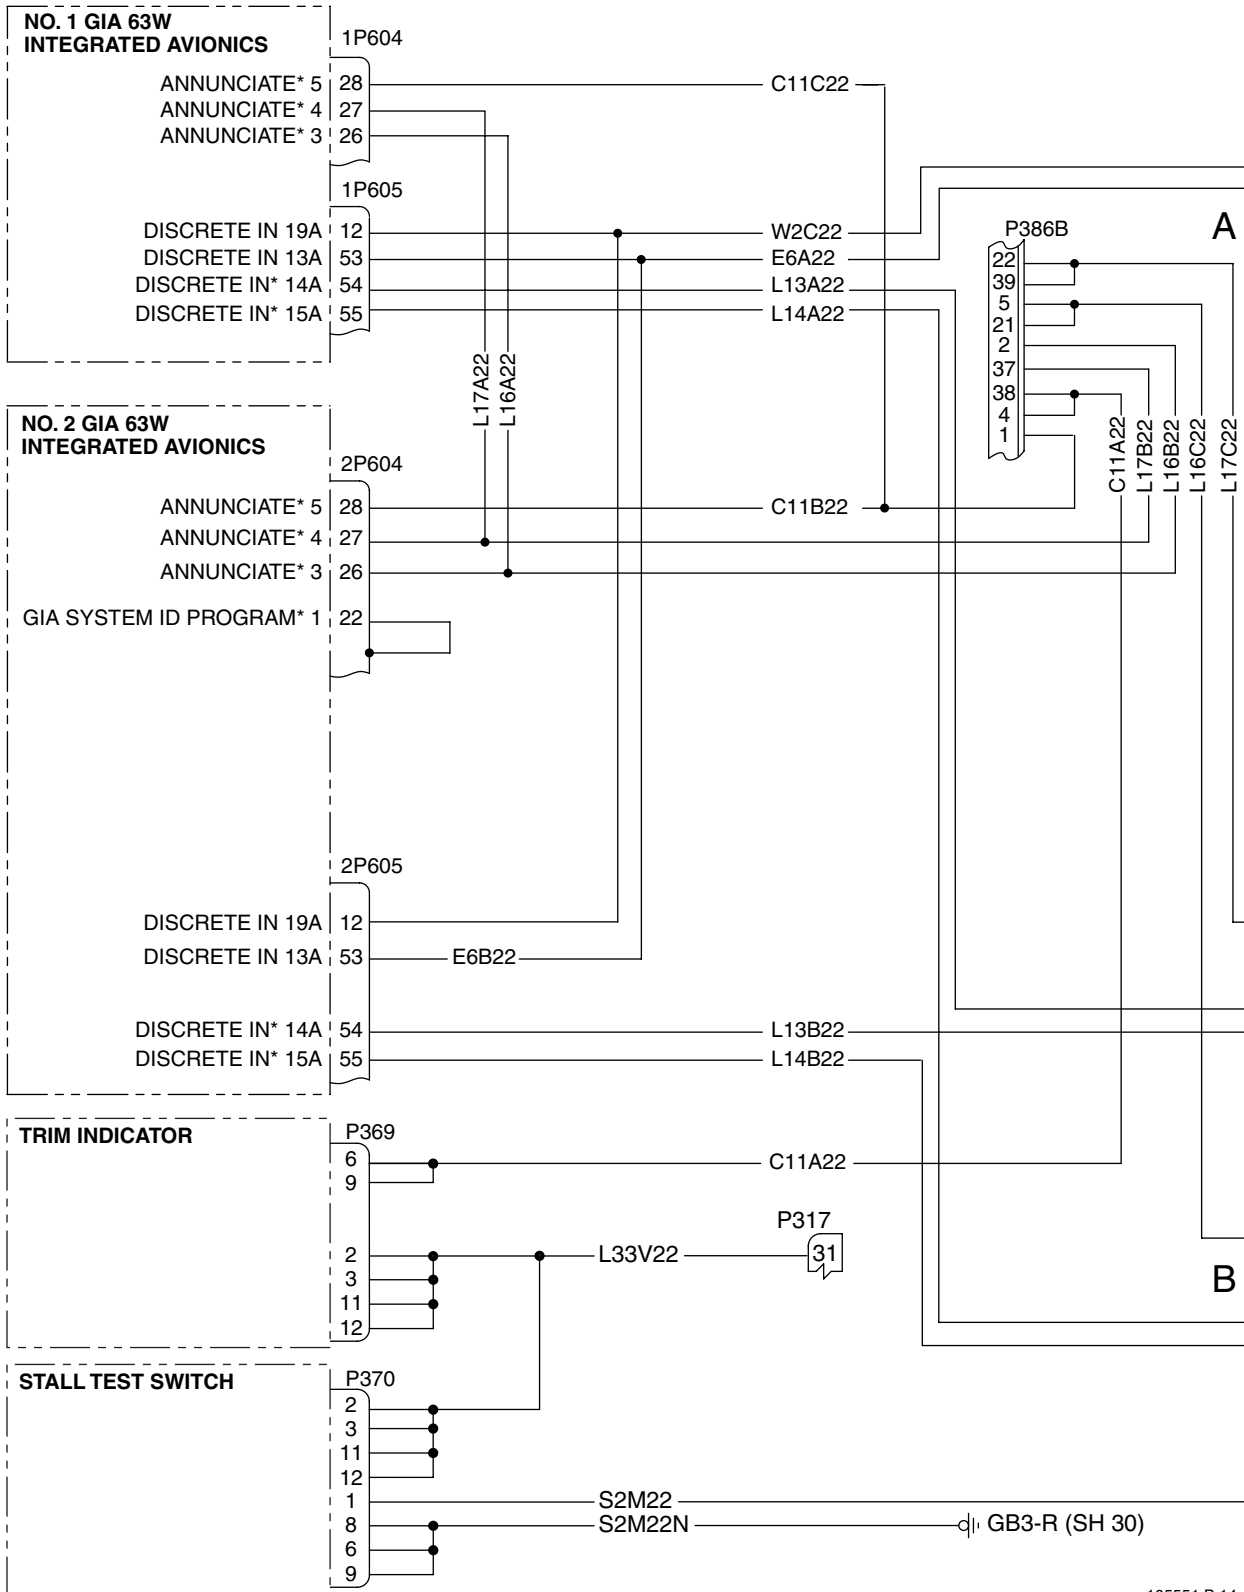 NO. 1 GIA 63W
INTEGRATED AVIONICS
1P604
ANNUNCIATE* 5 28 C11C22
ANNUNCIATE* 4 27
ANNUNCIATE* 3 26
1P605
DISCRETE IN 19A 12 W2C22
DISCRETE IN 13A 53 E6A22
DISCRETE IN* 14A 54 L13A22
DISCRETE IN* 15A 55 L14A22
L17A22
L16A22
A
P386B
22
39
5
21
2
37
38
4
1
C11A22
L17B22
L16B22
L16C22
L17C22
NO. 2 GIA 63W
INTEGRATED AVIONICS
2P604
ANNUNCIATE* 5 28 C11B22
ANNUNCIATE* 4 27
ANNUNCIATE* 3 26
GIA SYSTEM ID PROGRAM* 1 22
2P605
DISCRETE IN 19A 12
DISCRETE IN 13A 53 E6B22
DISCRETE IN* 14A 54 L13B22
DISCRETE IN* 15A 55 L14B22
TRIM INDICATOR
P369
6 C11A22
9
P317
2 L33V22 31
3
11
12
B
STALL TEST SWITCH
P370
2
3
11
12
1 S2M22
8 S2M22N GB3-R (SH 30)
6
9